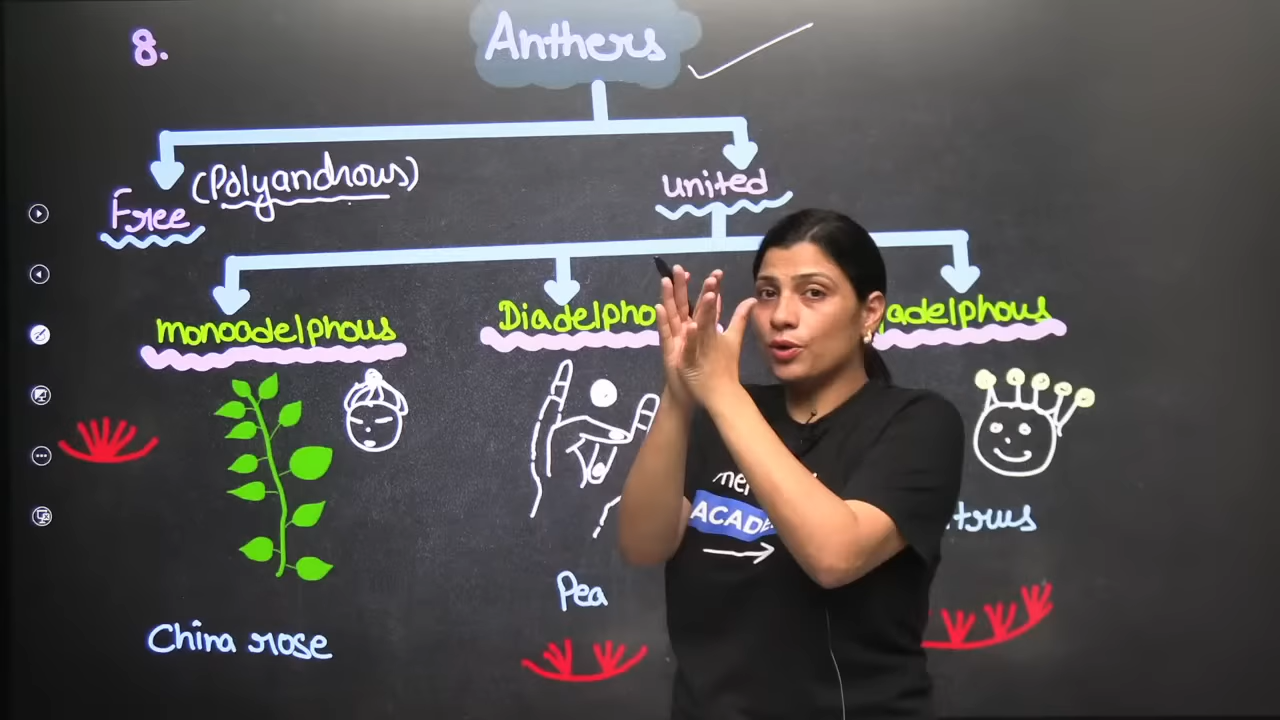 8.
Anthers
Free (Polyandrous)
united
monoadelphous
China rose
Pea